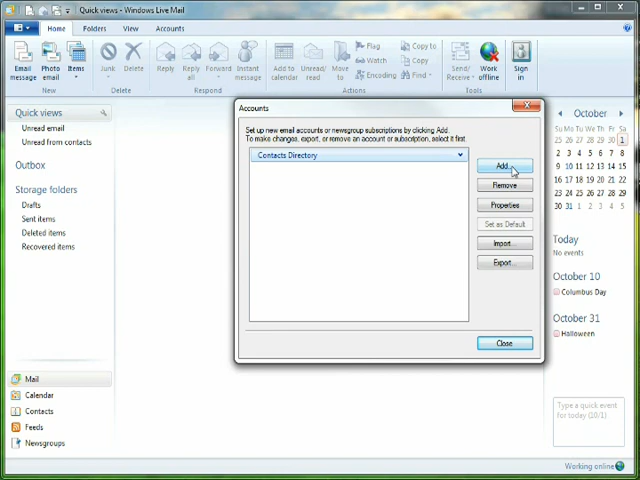 Quick views - Windows Live Mail
Home Folders View Accounts
Email message
Photo email
Items
Junk
Delete
Reply
Reply all
Forward
Instant message
Add to calendar
Unread/ read
Move to
Flag
Watch
Encoding
Copy to
Copy
Find
Send/ Receive
Work offline
Sign in
New Delete Respond Actions Tools
Quick views
Unread email
Unread from contacts
Outbox
Storage folders
Drafts
Sent items
Deleted items
Recovered items
Mail
Calendar
Contacts
Feeds
Newsgroups
Accounts
Set up new email accounts or newsgroup subscriptions by clicking Add.
To make changes, export, or remove an account or subscription, select it first.
Contacts Directory
Add...
Remove
Properties
Set as Default
Import...
Export...
Close
October
Su Mo Tu We Th Fr Sa
25 26 27 28 29 30 1
2 3 4 5 6 7 8
9 10 11 12 13 14 15
16 17 18 19 20 21 22
23 24 25 26 27 28 29
30 31 1 2 3 4 5
Today
No events
October 10
Columbus Day
October 31
Halloween
Type a quick event
for today (10/1)
Working online